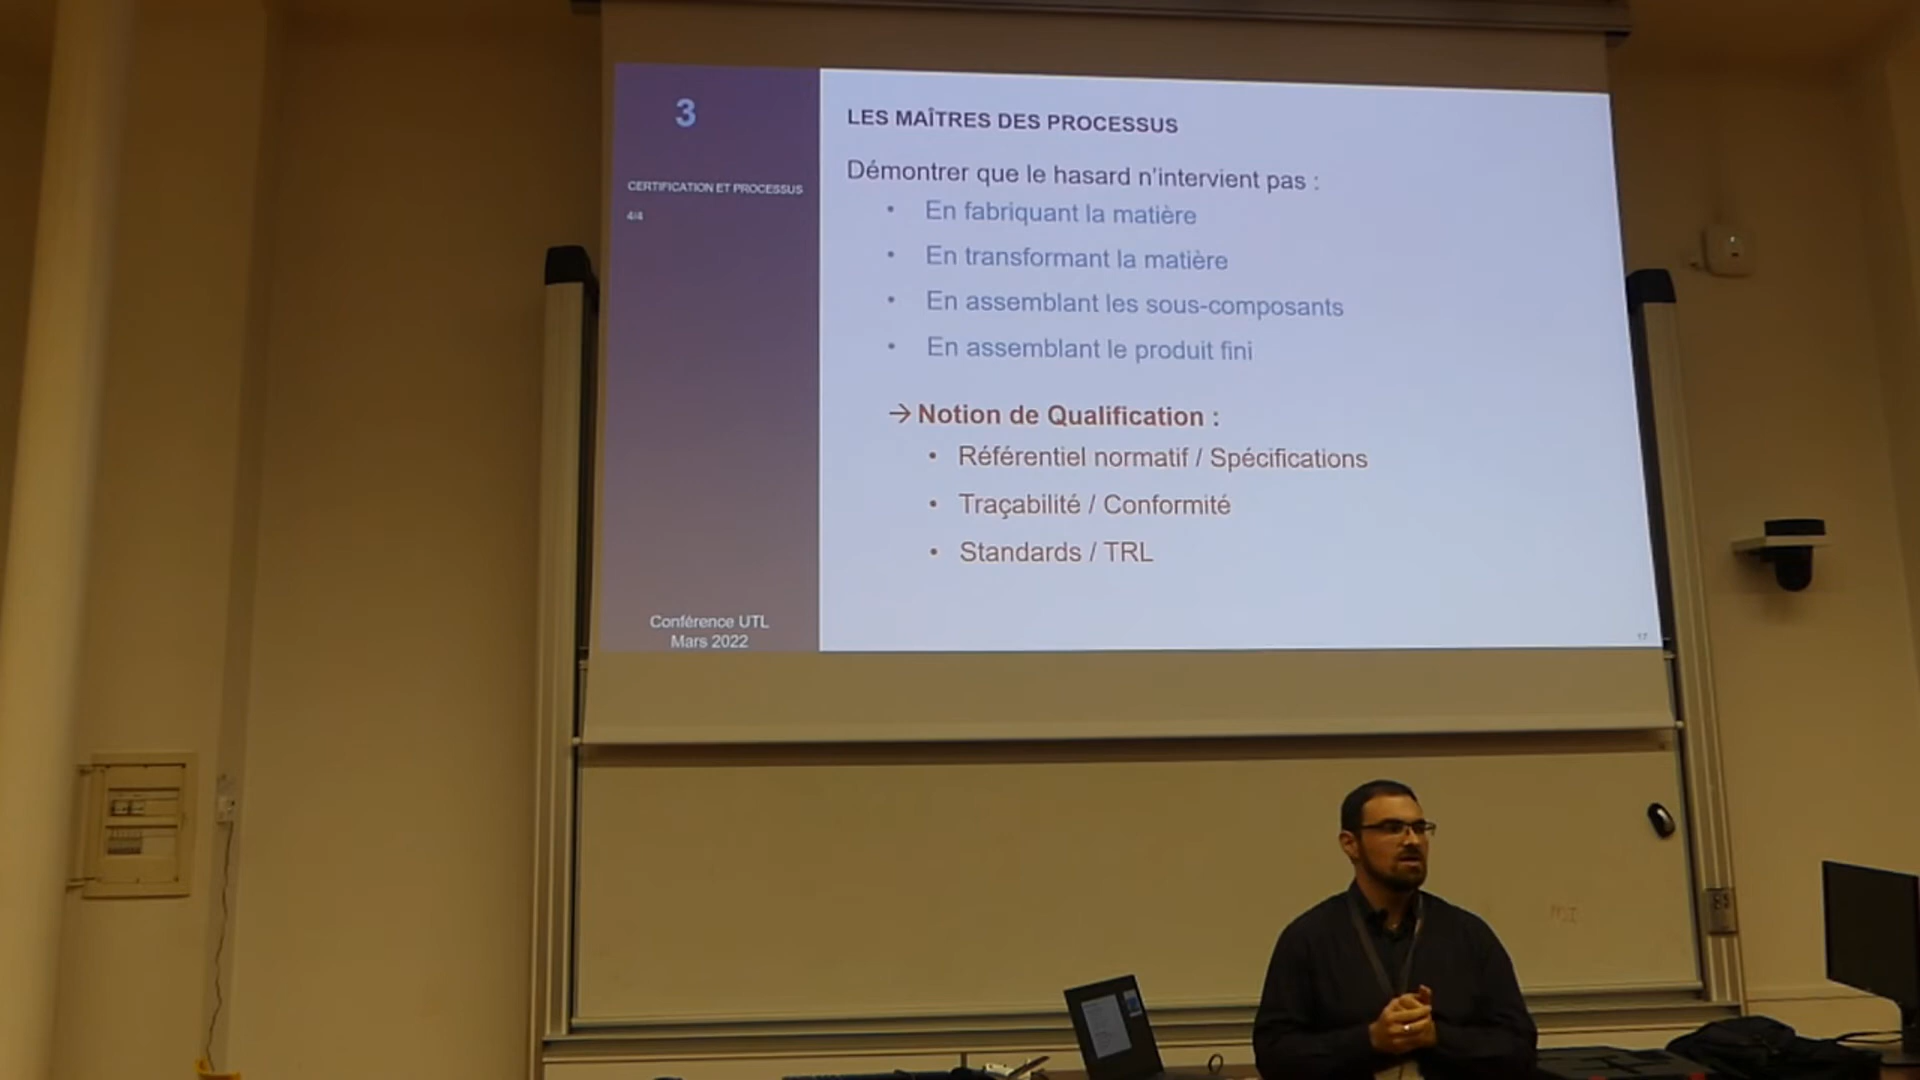 3
CERTIFICATION ET PROCESSUS
4/4
Conférence UTL
Mars 2022
LES MAÎTRES DES PROCESSUS
Démontrer que le hasard n'intervient pas :
• En fabriquant la matière
• En transformant la matière
• En assemblant les sous-composants
• En assemblant le produit fini
→ Notion de Qualification :
• Référentiel normatif / Spécifications
• Traçabilité / Conformité
• Standards / TRL
17